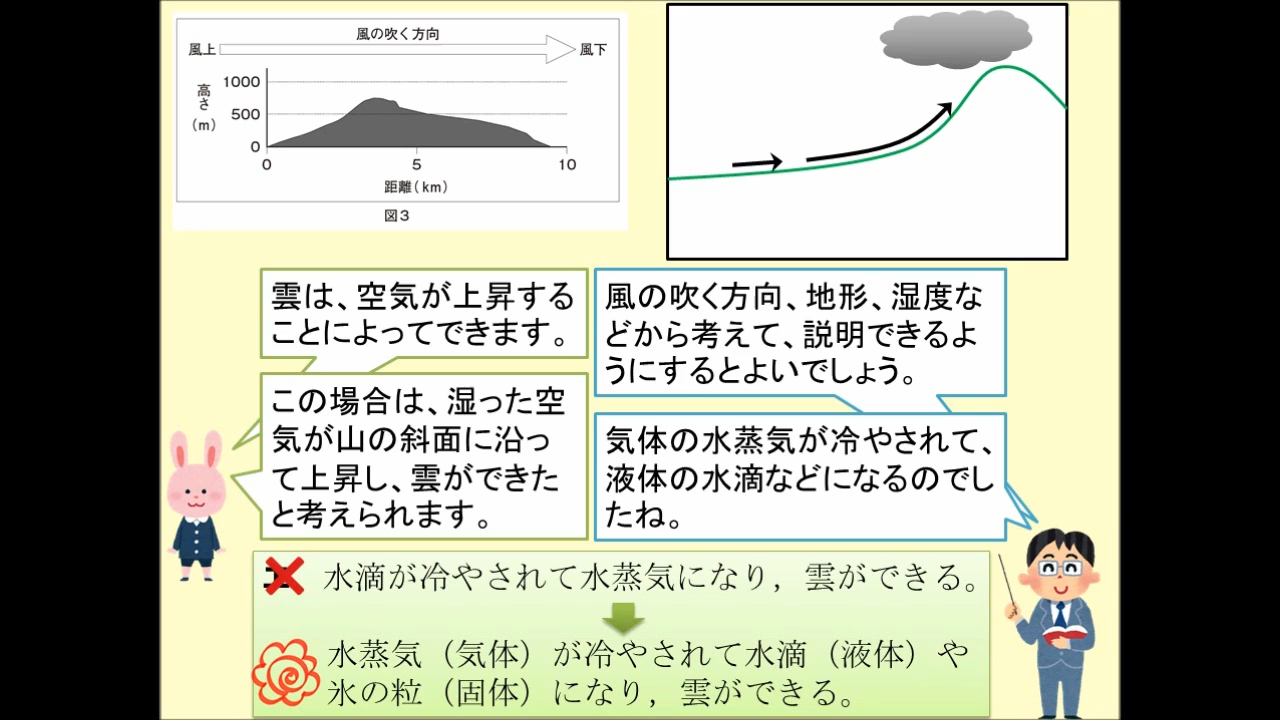 風の吹く方向
風上
風下
高さ
(m)
1000
500
0
0
5
10
距離(km)
図3
雲は、空気が上昇する
ことによってできます。
この場合は、湿った空
気が山の斜面に沿っ
て上昇し、雲ができた
と考えられます。
風の吹く方向、地形、湿度な
どから考えて、説明できるよ
うにするとよいでしょう。
気体の水蒸気が冷やされて、
液体の水滴などになるのでし
たね。
水滴が冷やされて水蒸気になり，雲ができる。
水蒸気（気体）が冷やされて水滴（液体）や
氷の粒（固体）になり，雲ができる。